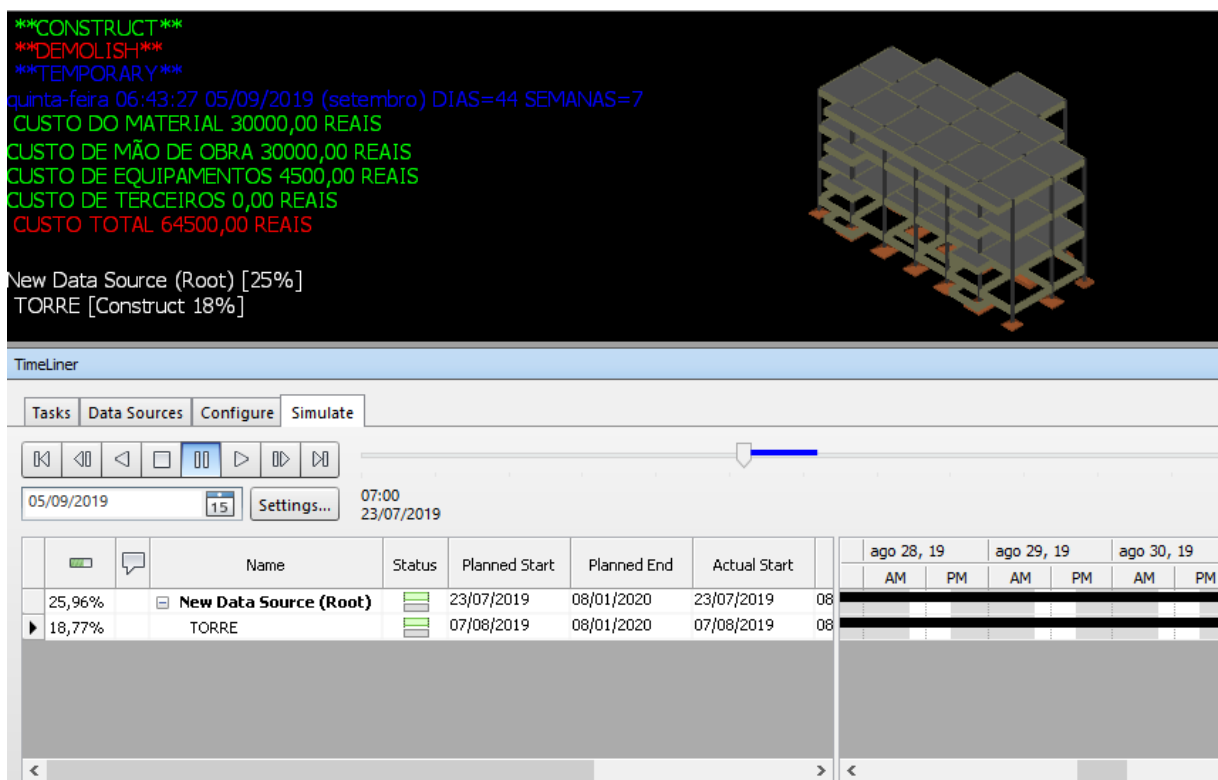 **CONSTRUCT**
**DEMOLISH**
**TEMPORARY**
quinta-feira 06:43:27 05/09/2019 (setembro) DIAS=44 SEMANAS=7
CUSTO DO MATERIAL 30000,00 REAIS
CUSTO DE MÃO DE OBRA 30000,00 REAIS
CUSTO DE EQUIPAMENTOS 4500,00 REAIS
CUSTO DE TERCEIROS 0,00 REAIS
CUSTO TOTAL 64500,00 REAIS
New Data Source (Root) [25%]
TORRE [Construct 18%]
TimeLiner
Tasks Data Sources Configure Simulate
05/09/2019 15 Settings... 07:00
23/07/2019
Name Status Planned Start Planned End Actual Start ago 28, 19 ago 29, 19 ago 30, 19
AM PM AM PM AM PM
25,96% New Data Source (Root) 23/07/2019 08/01/2020 23/07/2019 08
18,77% TORRE 07/08/2019 08/01/2020 07/08/2019 08